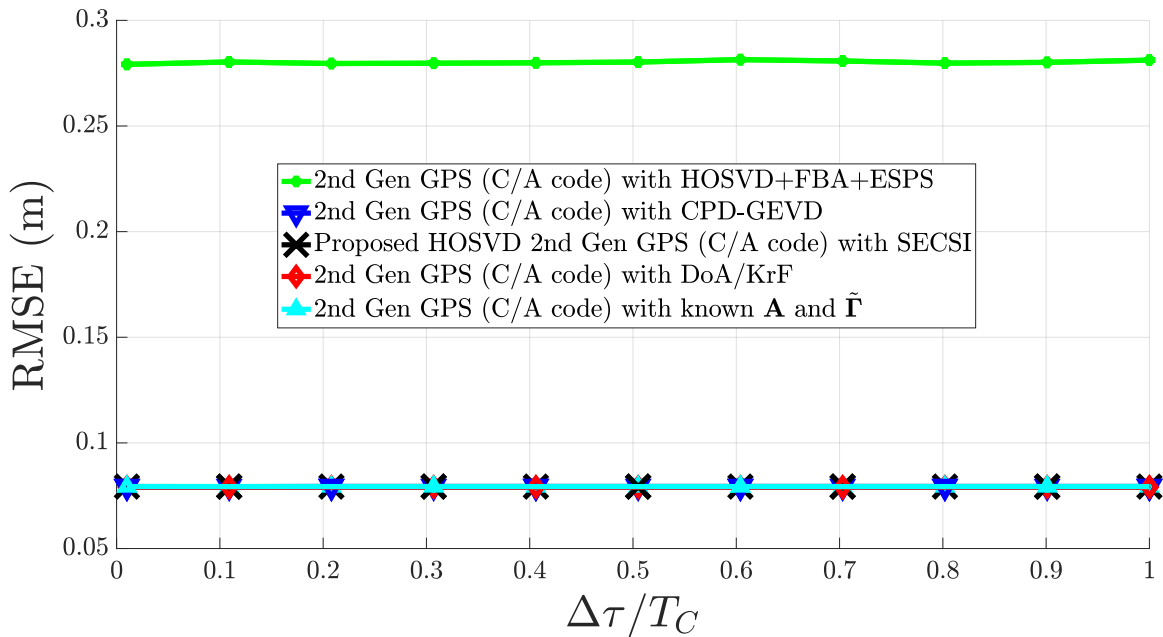 0.3
0.25
0.2
0.15
0.1
0.05
RMSE (m)
2nd Gen GPS (C/A code) with HOSVD+FBA+ESPS
2nd Gen GPS (C/A code) with CPD-GEVD
Proposed HOSVD 2nd Gen GPS (C/A code) with SECSI
2nd Gen GPS (C/A code) with DoA/KrF
2nd Gen GPS (C/A code) with known A and Γ̃
0 0.1 0.2 0.3 0.4 0.5 0.6 0.7 0.8 0.9 1
Δτ/T_C